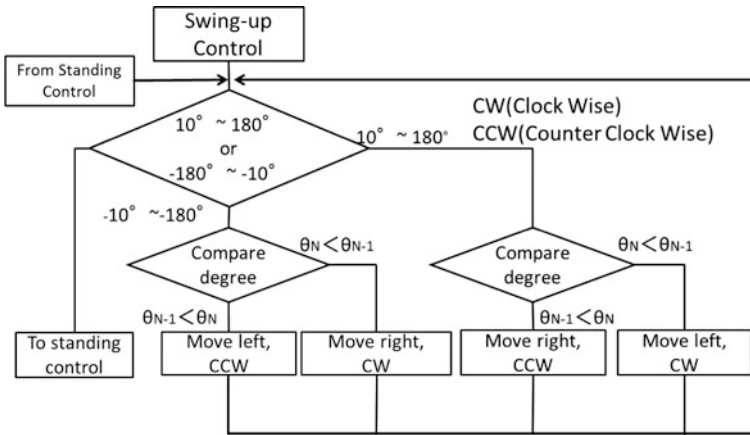 Swing-up
Control
From Standing
Control
CW(Clock Wise)
CCW(Counter Clock Wise)
10° ~ 180°
or
-180° ~ -10°
10° ~ 180°
-10° ~-180°
Compare
degree
θN<θN-1
θN-1<θN
Compare
degree
θN<θN-1
θN-1<θN
To standing
control
Move left,
CCW
Move right,
CW
Move right,
CCW
Move left,
CW